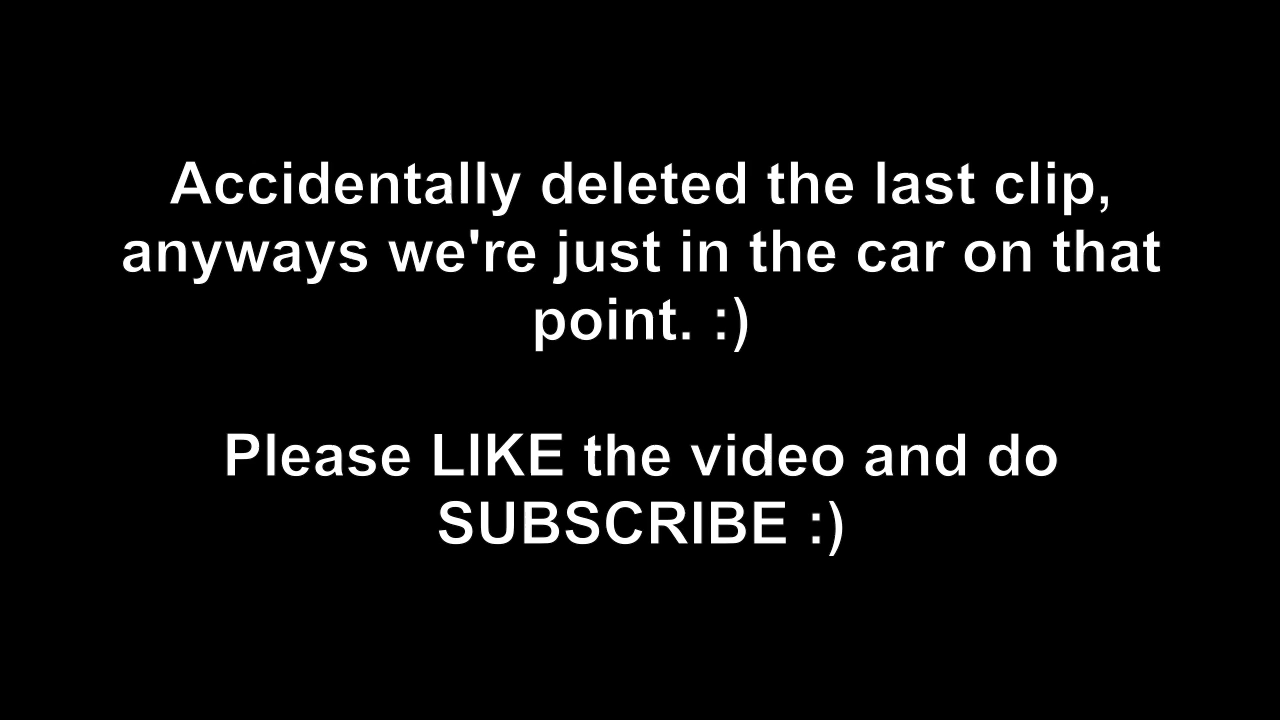 Accidentally deleted the last clip,
anyways we're just in the car on that
point. :)
Please LIKE the video and do
SUBSCRIBE :)